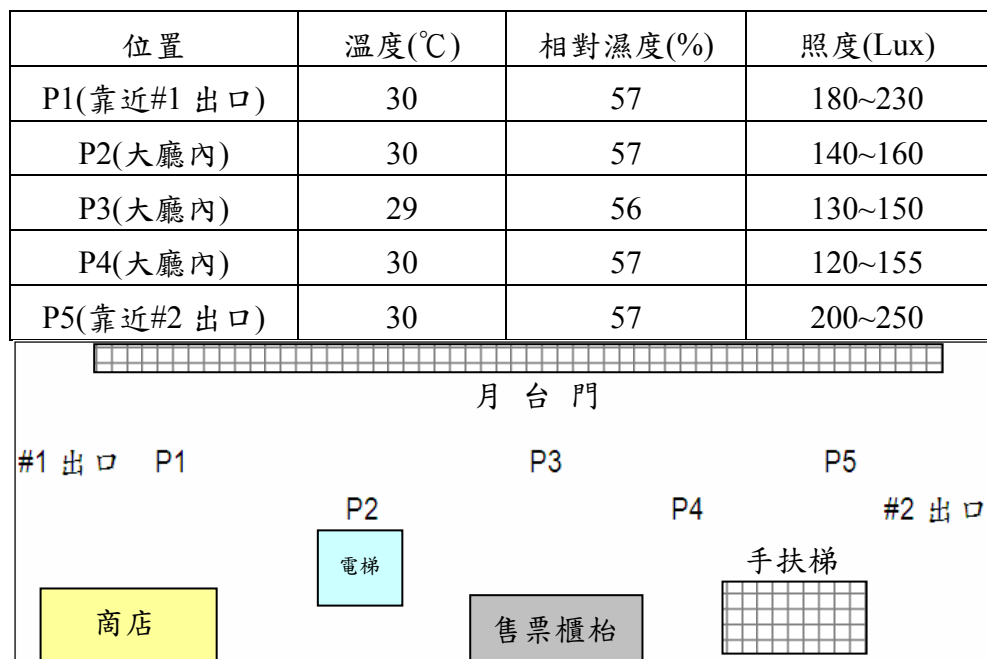 位置 溫度(℃) 相對濕度(%) 照度(Lux)
P1(靠近#1 出口) 30 57 180~230
P2(大廳內) 30 57 140~160
P3(大廳內) 29 56 130~150
P4(大廳內) 30 57 120~155
P5(靠近#2 出口) 30 57 200~250
月台門
#1 出口 P1 P3 P5
P2 P4 #2 出口
電梯 手扶梯
商店 售票櫃枱